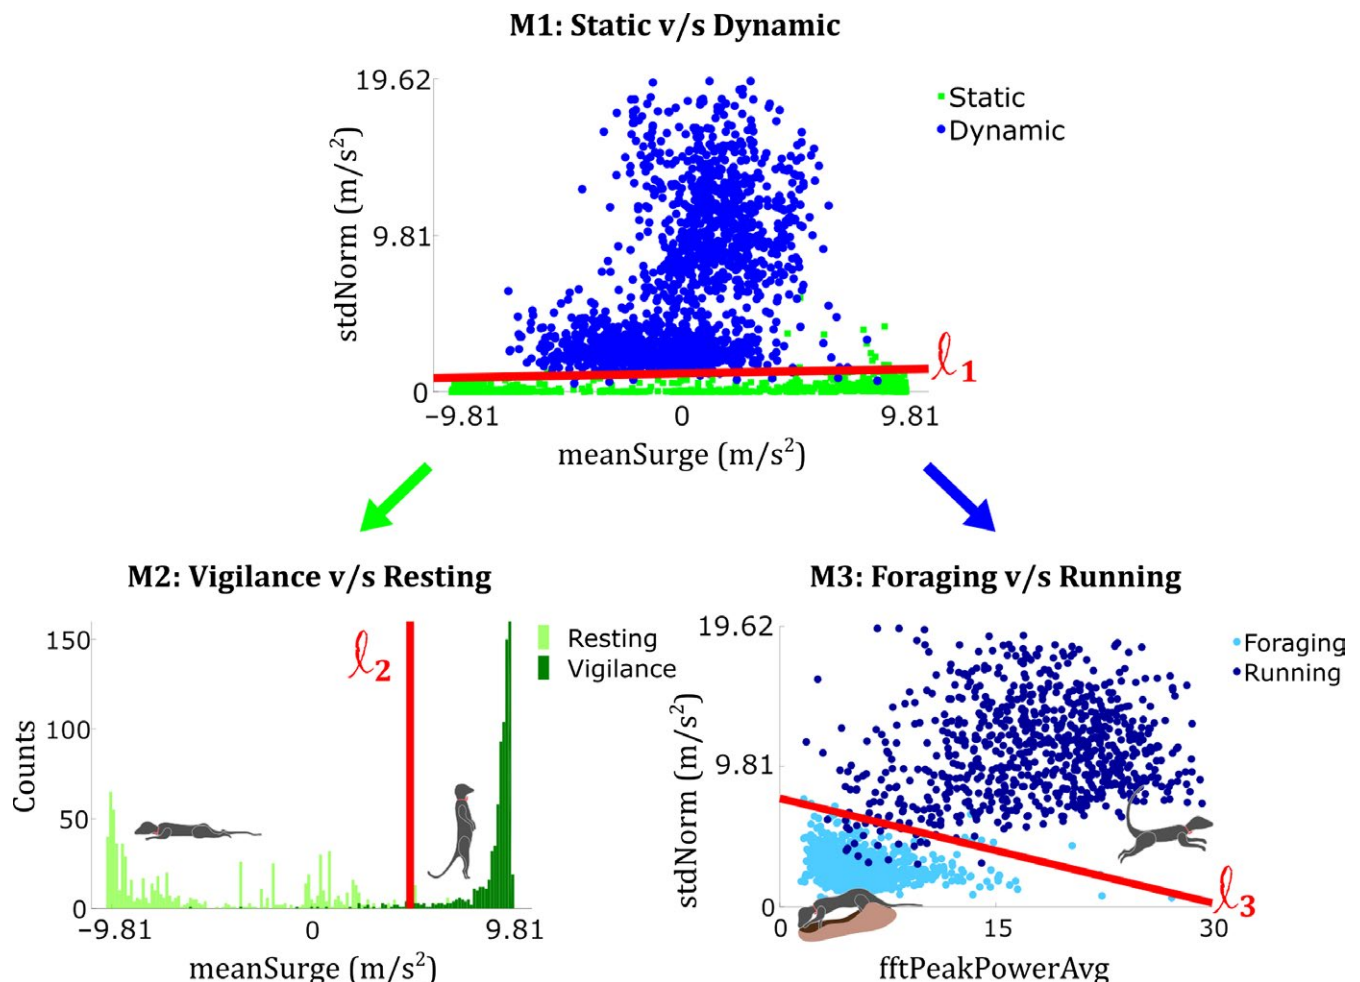 M1: Static v/s Dynamic
19.62
9.81
0
stdNorm (m/s²)
Static
Dynamic
ℓ1
−9.81 0 9.81
meanSurge (m/s²)
M2: Vigilance v/s Resting
150
100
50
0
Counts
ℓ2
Resting
Vigilance
−9.81 0 9.81
meanSurge (m/s²)
M3: Foraging v/s Running
19.62
9.81
0
stdNorm (m/s²)
Foraging
Running
ℓ3
0 15 30
fftPeakPowerAvg